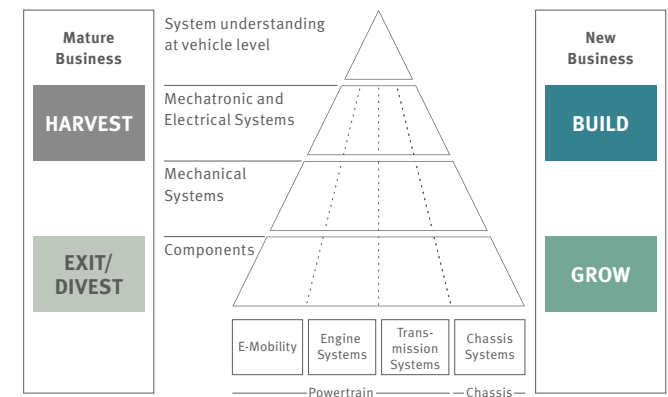 Mature
Business
HARVEST
EXIT/
DIVEST
System understanding
at vehicle level
Mechatronic and
Electrical Systems
Mechanical
Systems
Components
E-Mobility
Engine
Systems
Trans-
mission
Systems
Chassis
Systems
Powertrain
Chassis
New
Business
BUILD
GROW